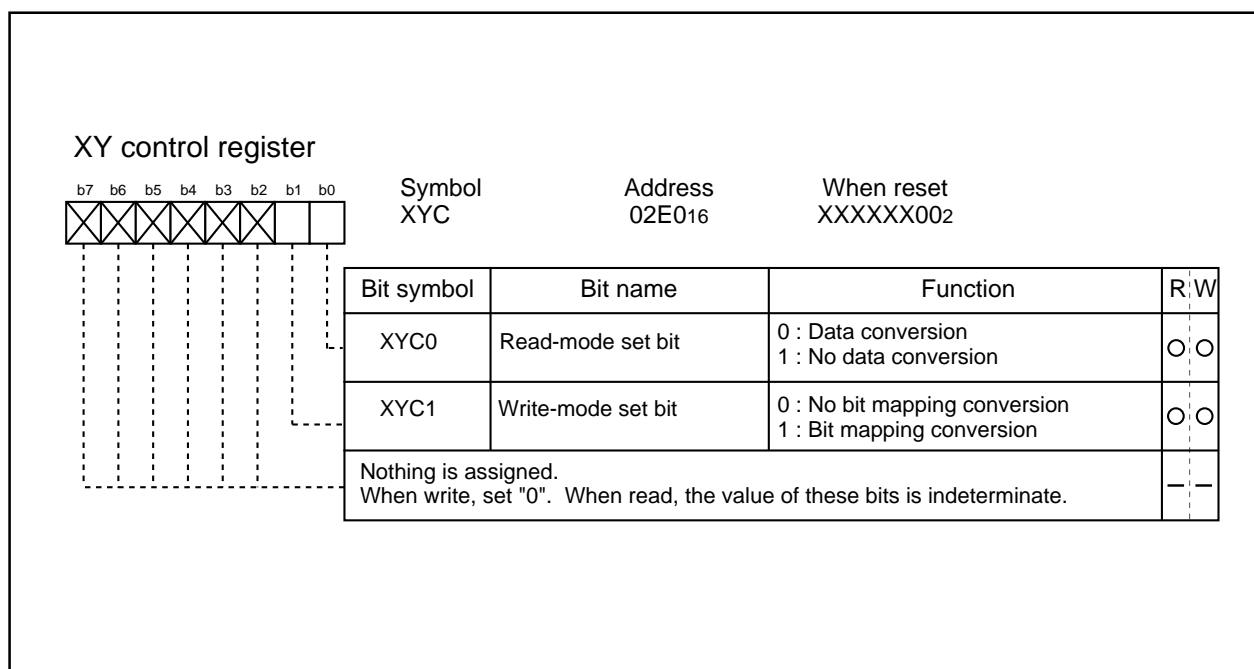 XY control register
b7 b6 b5 b4 b3 b2 b1 b0
Symbol Address When reset
XYC 02E016 XXXXXX002
Bit symbol Bit name Function R W
XYC0 Read-mode set bit 0 : Data conversion
1 : No data conversion
XYC1 Write-mode set bit 0 : No bit mapping conversion
1 : Bit mapping conversion
Nothing is assigned.
When write, set "0". When read, the value of these bits is indeterminate.